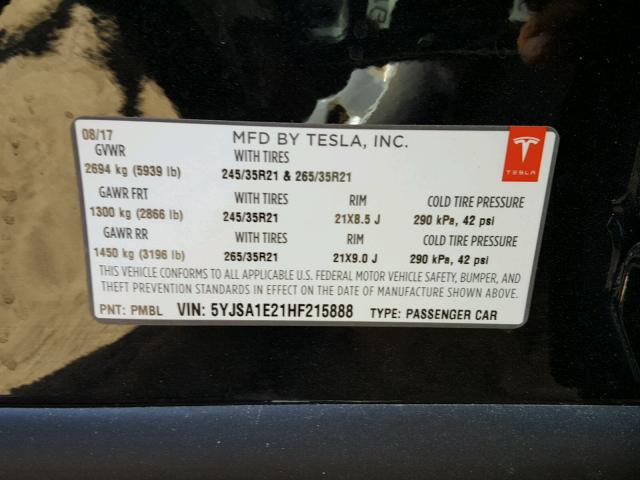 08/17 MFD BY TESLA, INC.
GVWR WITH TIRES
2694 kg (5939 lb) 245/35R21 & 265/35R21
TESLA
GAWR FRT WITH TIRES RIM COLD TIRE PRESSURE
1300 kg (2866 lb) 245/35R21 21X8.5 J 290 kPa, 42 psi
GAWR RR WITH TIRES RIM COLD TIRE PRESSURE
1450 kg (3196 lb) 265/35R21 21X9.0 J 290 kPa, 42 psi
THIS VEHICLE CONFORMS TO ALL APPLICABLE U.S. FEDERAL MOTOR VEHICLE SAFETY, BUMPER, AND
THEFT PREVENTION STANDARDS IN EFFECT ON THE DATE OF MANUFACTURE SHOWN ABOVE.
PNT: PMBL VIN: 5YJSA1E21HF215888 TYPE: PASSENGER CAR